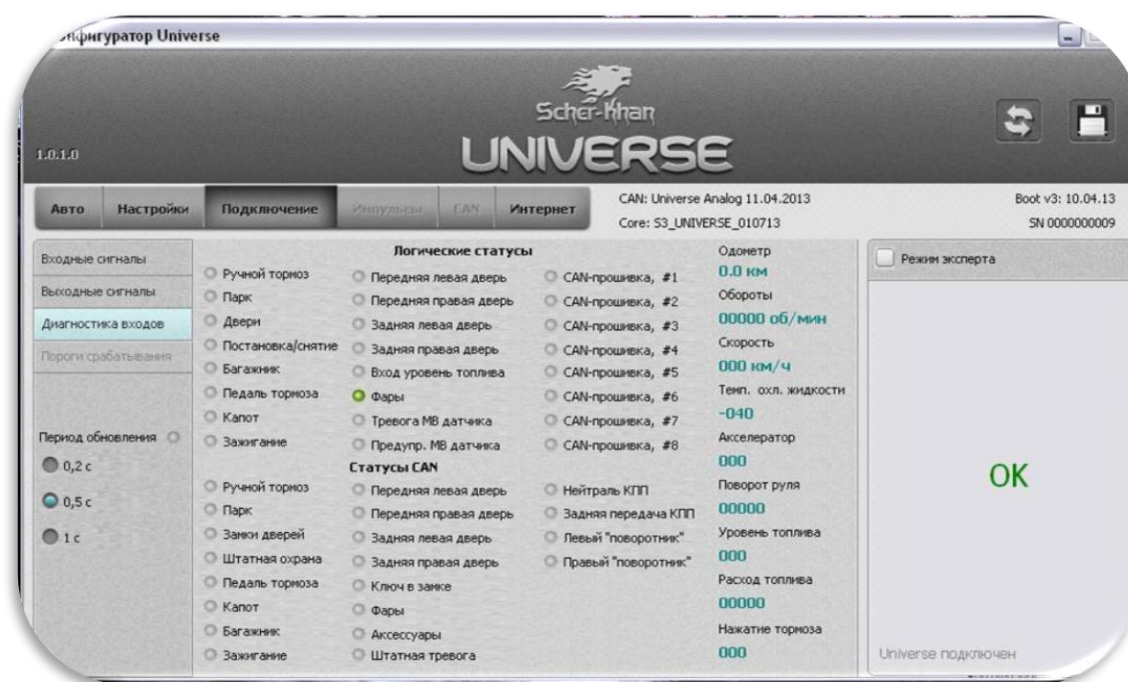 Конфигуратор Universe
Scher-Khan
UNIVERSE
1.0.1.0
Авто Настройки Подключение Импульсы CAN Интернет
CAN: Universe Analog 11.04.2013
Core: S3_UNIVERSE_010713
Boot v3: 10.04.13
SN 0000000009
Входные сигналы
Выходные сигналы
Диагностика входов
Пороги срабатывания
Период обновления
0,2 с
0,5 с
1 с
Логические статусы
Ручной тормоз
Парк
Двери
Постановка/снятие
Багажник
Педаль тормоза
Капот
Зажигание
Передняя левая дверь
Передняя правая дверь
Задняя левая дверь
Задняя правая дверь
Вход уровень топлива
Фары
Тревога МВ датчика
Предупр. МВ датчика
CAN-прошивка, #1
CAN-прошивка, #2
CAN-прошивка, #3
CAN-прошивка, #4
CAN-прошивка, #5
CAN-прошивка, #6
CAN-прошивка, #7
CAN-прошивка, #8
Статусы CAN
Ручной тормоз
Парк
Замки дверей
Штатная охрана
Педаль тормоза
Капот
Багажник
Зажигание
Передняя левая дверь
Передняя правая дверь
Задняя левая дверь
Задняя правая дверь
Ключ в замке
Фары
Аксессуары
Штатная тревога
Нейтраль КПП
Задняя передача КПП
Левый "поворотник"
Правый "поворотник"
Одометр
0.0 км
Обороты
00000 об/мин
Скорость
000 км/ч
Темп. охл. жидкости
-040
Акселератор
000
Поворот руля
00000
Уровень топлива
000
Расход топлива
00000
Нажатие тормоза
000
Режим эксперта
OK
Universe подключен